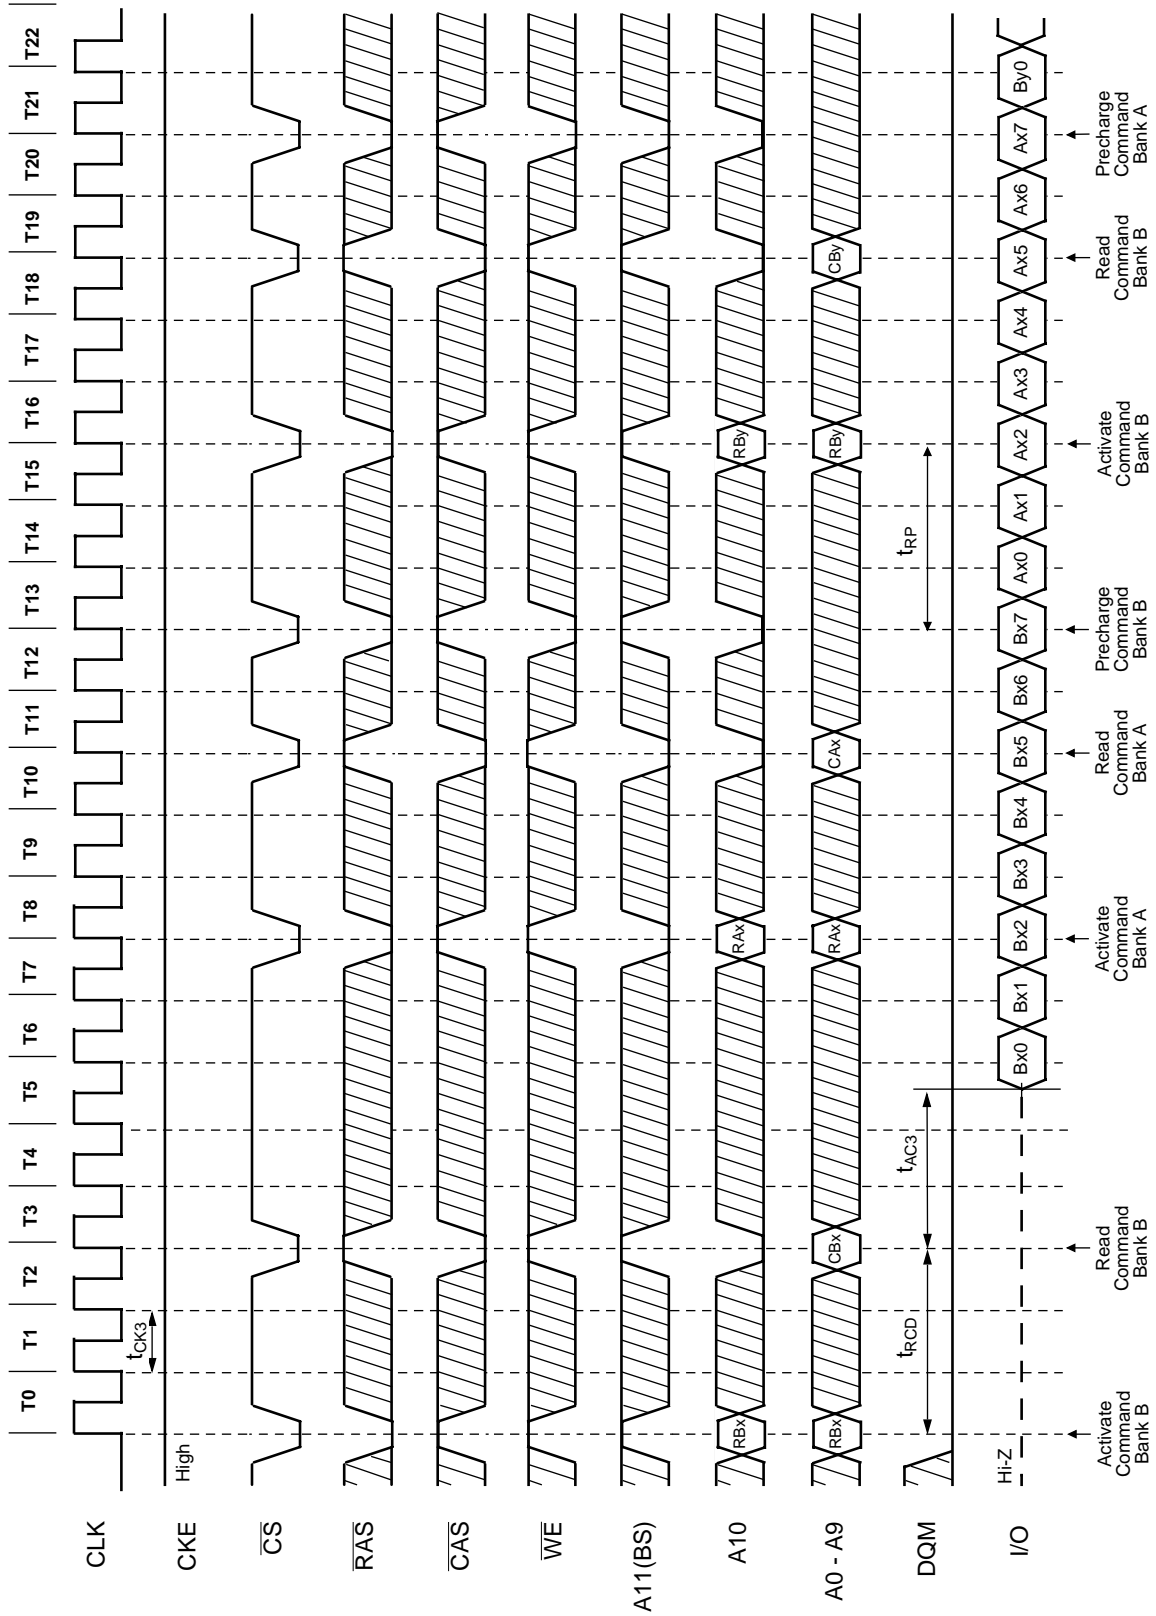 T0 T1 T2 T3 T4 T5 T6 T7 T8 T9 T10 T11 T12 T13 T14 T15 T16 T17 T18 T19 T20 T21 T22
CLK
tCK3
CKE
High
CS
RAS
CAS
WE
A11(BS)
A10
RBx RAx RBy
A0 - A9
RBx CBx RAx CAx RBy CBy
DQM
tRCD tAC3 tRP
I/O
Hi-Z
Bx0 Bx1 Bx2 Bx3 Bx4 Bx5 Bx6 Bx7 Ax0 Ax1 Ax2 Ax3 Ax4 Ax5 Ax6 Ax7 By0
Activate
Command
Bank B
Read
Command
Bank B
Activate
Command
Bank A
Read
Command
Bank A
Precharge
Command
Bank B
Activate
Command
Bank B
Read
Command
Bank B
Precharge
Command
Bank A